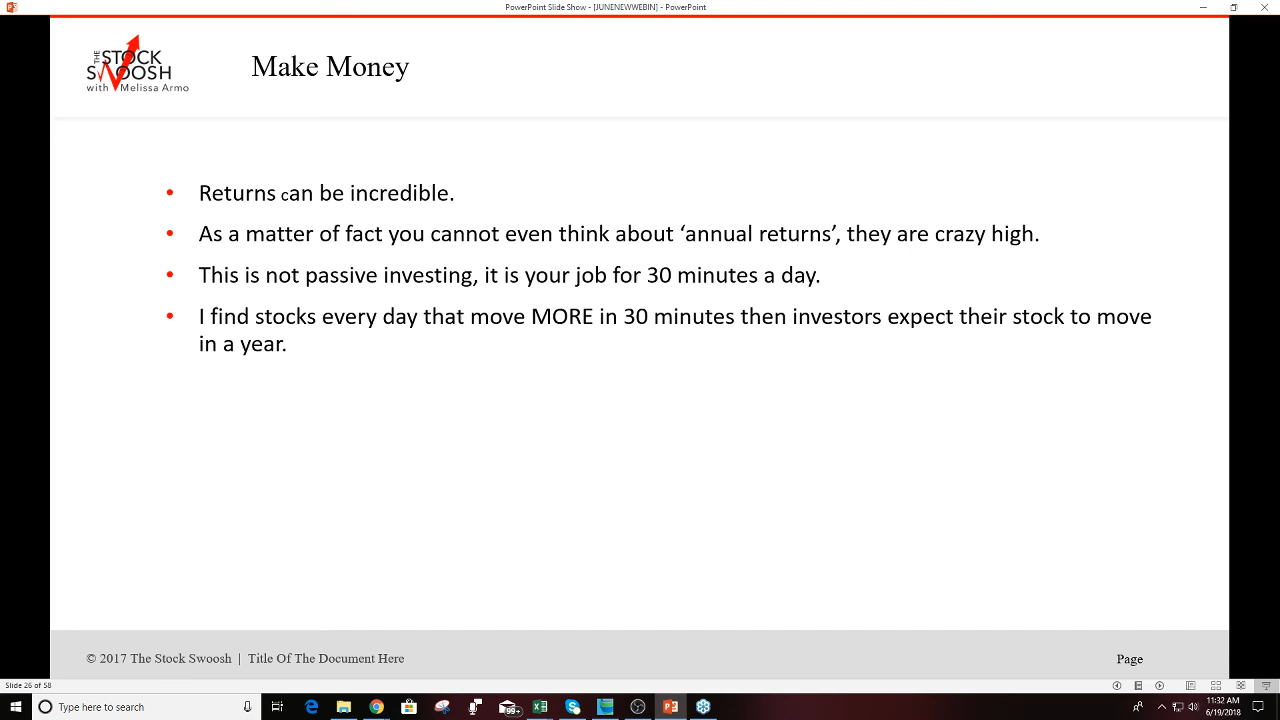 PowerPoint Slide Show - [JUNENEWWEBIN] - PowerPoint
THE STOCK
SWOOSH
with Melissa Armo
Make Money
• Returns can be incredible.
• As a matter of fact you cannot even think about ‘annual returns’, they are crazy high.
• This is not passive investing, it is your job for 30 minutes a day.
• I find stocks every day that move MORE in 30 minutes then investors expect their stock to move
in a year.
© 2017 The Stock Swoosh | Title Of The Document Here
Page
Slide 26 of 58
Type here to search
99+
11:32 AM
6/19/2018